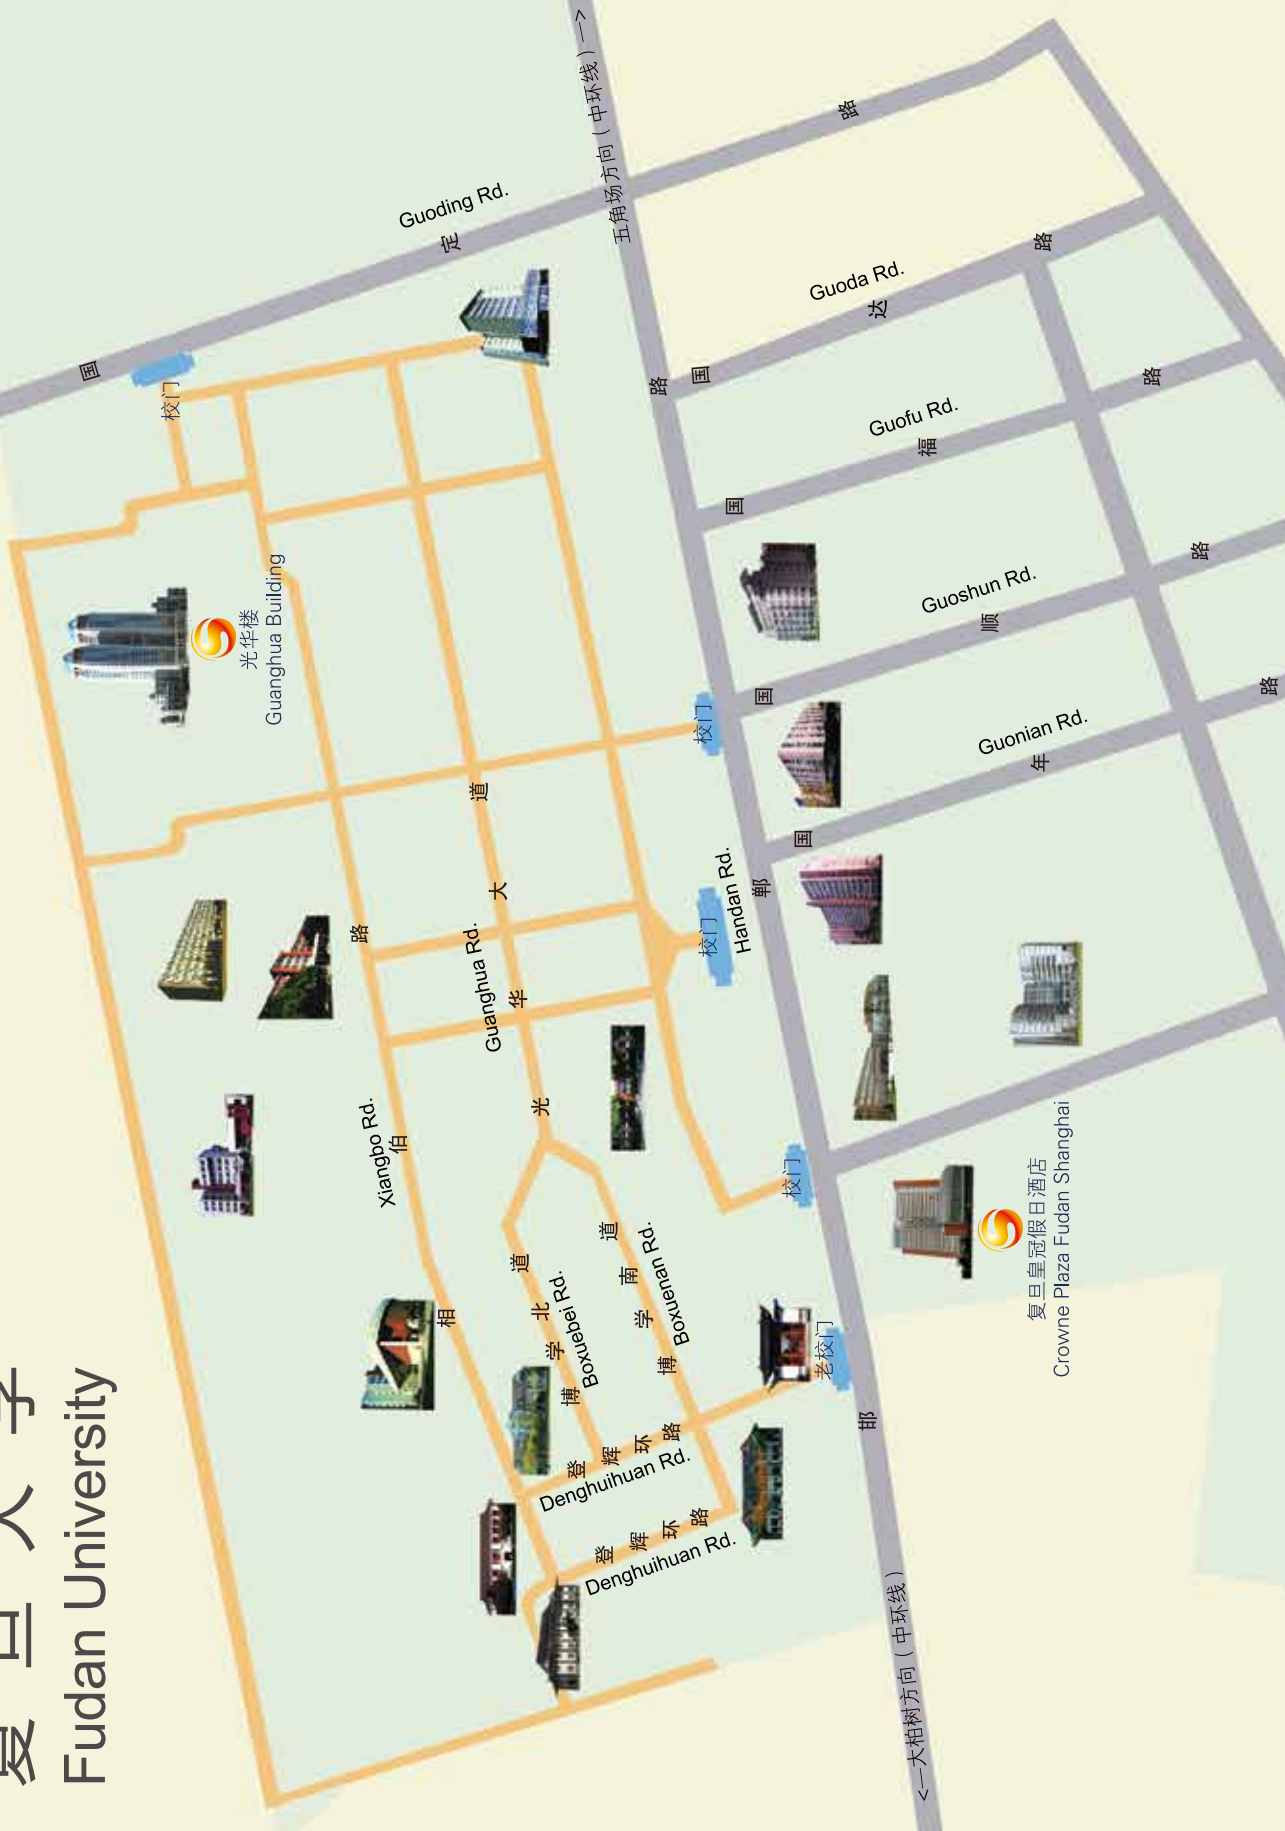 复旦大学
Fudan University
国定路
Guoding Rd.
校门
光华楼
Guanghua Building
五角场方向（中环线）—>
国达路
Guoda Rd.
国福路
Guofu Rd.
国顺路
Guoshun Rd.
国年路
Guonian Rd.
校门
校门
校门
老校门
邯郸路
Handan Rd.
相伯路
Xiangbo Rd.
光华大道
Guanghua Rd.
博学北道
Boxuebei Rd.
博学南道
Boxuenan Rd.
登辉环路
Denghuihuan Rd.
登辉环路
Denghuihuan Rd.
复旦皇冠假日酒店
Crowne Plaza Fudan Shanghai
<—大柏树方向（中环线）